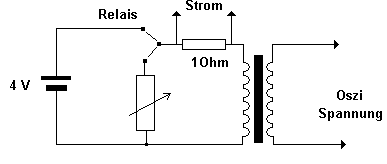 Strom
Relais
1Ohm
4 V
Oszi
Spannung